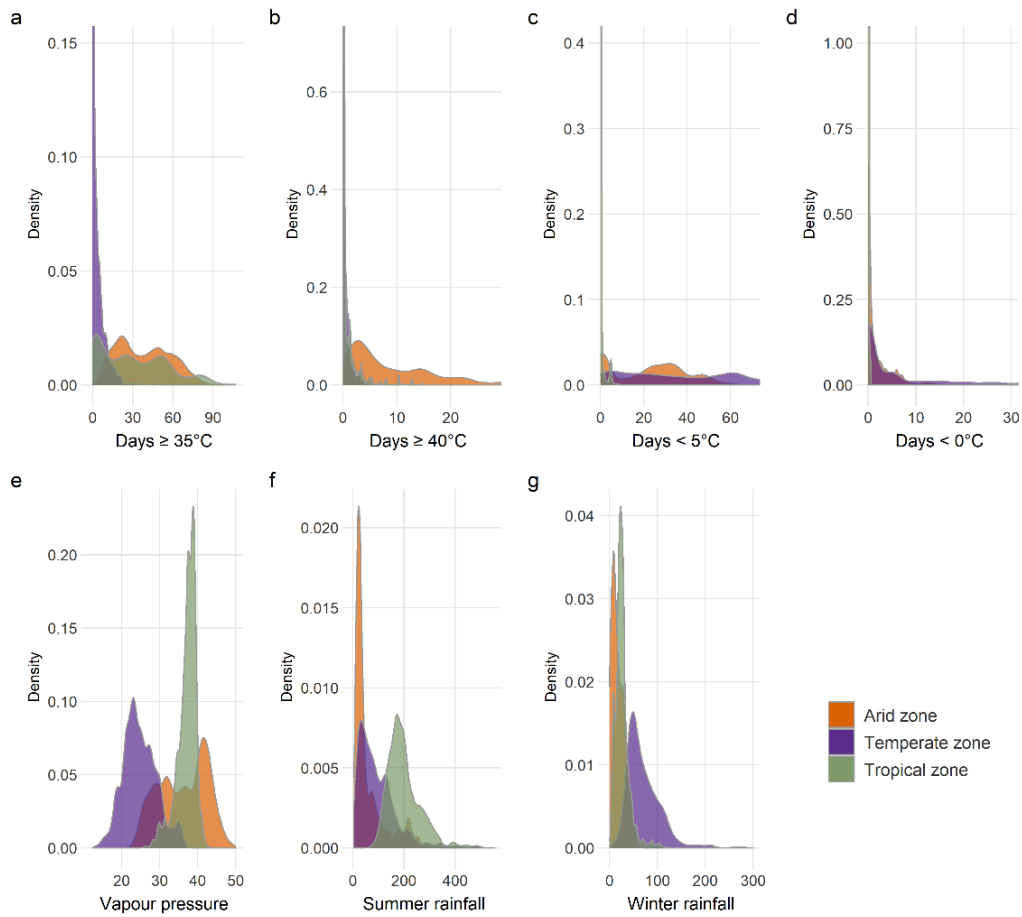 a
0.15
0.10
0.05
0.00
Density
0 30 60 90
Days ≥ 35°C
b
0.6
0.4
0.2
0.0
Density
0 10 20
Days ≥ 40°C
c
0.4
0.3
0.2
0.1
0.0
Density
0 20 40 60
Days < 5°C
d
1.00
0.75
0.50
0.25
0.00
Density
0 10 20 30
Days < 0°C
e
0.20
0.15
0.10
0.05
0.00
Density
20 30 40 50
Vapour pressure
f
0.020
0.015
0.010
0.005
0.000
Density
0 200 400
Summer rainfall
g
0.04
0.03
0.02
0.01
0.00
Density
0 100 200 300
Winter rainfall
Arid zone
Temperate zone
Tropical zone